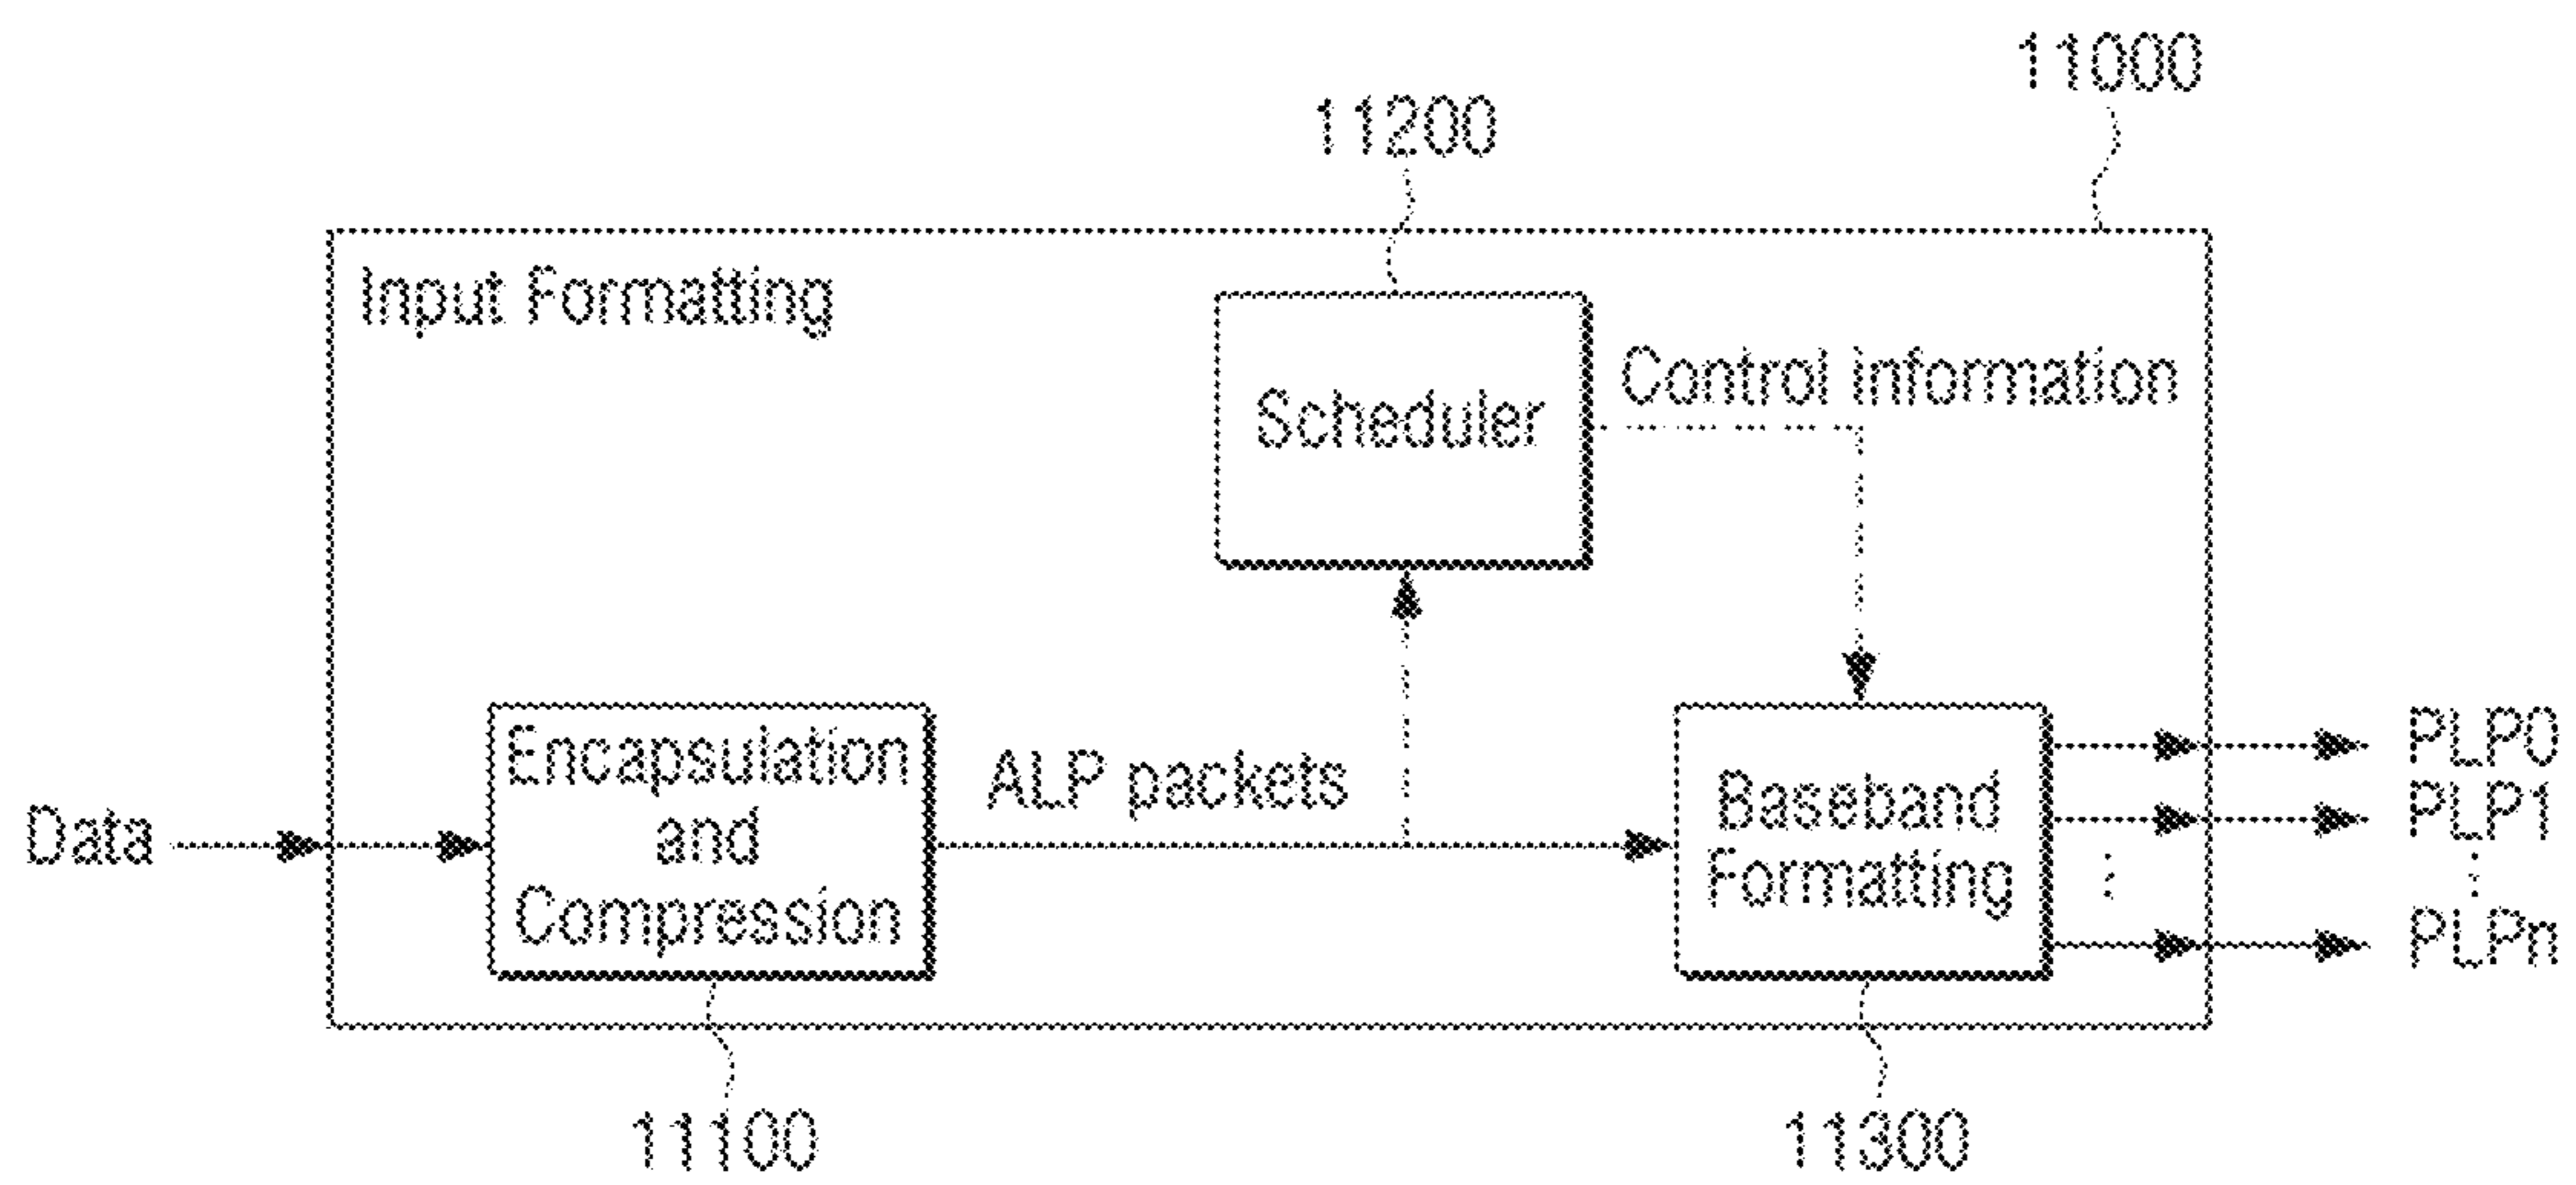 11000
11200
Input Formatting
Control information
Scheduler
Encapsulation
and
Compression
ALP packets
Data
Baseband
Formatting
PLP0
PLP1
⋮
PLPn
11100
11300